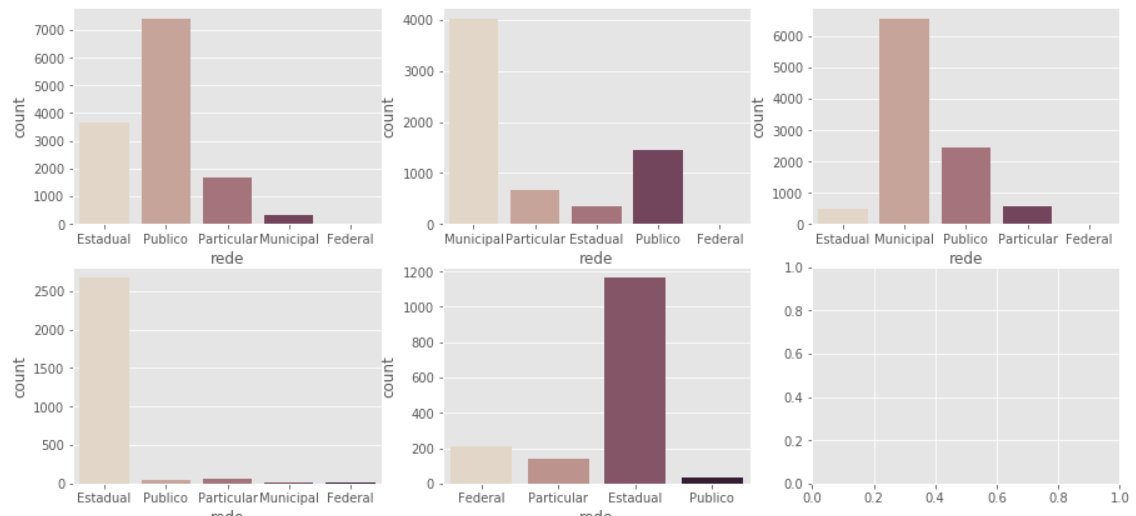 7000
6000
5000
4000
3000
2000
1000
0
count
Estadual Publico Particular Municipal Federal
rede
4000
3000
2000
1000
0
count
Municipal Particular Estadual Publico Federal
rede
6000
5000
4000
3000
2000
1000
0
count
Estadual Municipal Publico Particular Federal
rede
2500
2000
1500
1000
500
0
count
Estadual Publico Particular Municipal Federal
rede
1200
1000
800
600
400
200
0
count
Federal Particular Estadual Publico
rede
1.0
0.8
0.6
0.4
0.2
0.0
0.0 0.2 0.4 0.6 0.8 1.0